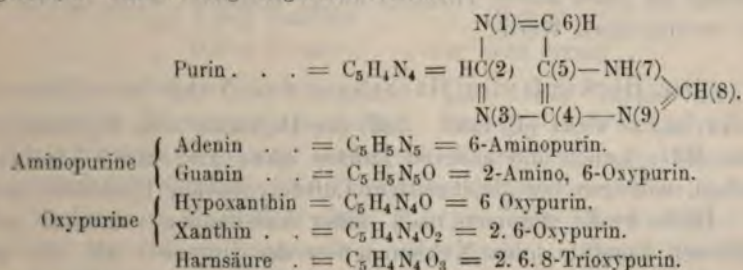 N(1)=C,6)H
| |
Purin . . . = C₅H₄N₄ = HC(2) C(5)—NH(7)
|| || >CH(8).
N(3)—C(4)—N(9)
Aminopurine { Adenin . . = C₅H₅N₅ = 6-Aminopurin.
Guanin . . = C₅H₅N₅O = 2-Amino, 6-Oxypurin.
Oxypurine { Hypoxanthin = C₅H₄N₄O = 6 Oxypurin.
Xanthin . . = C₅H₄N₄O₂ = 2. 6-Oxypurin.
Harnsäure . = C₅H₄N₄O₃ = 2. 6. 8-Trioxypurin.